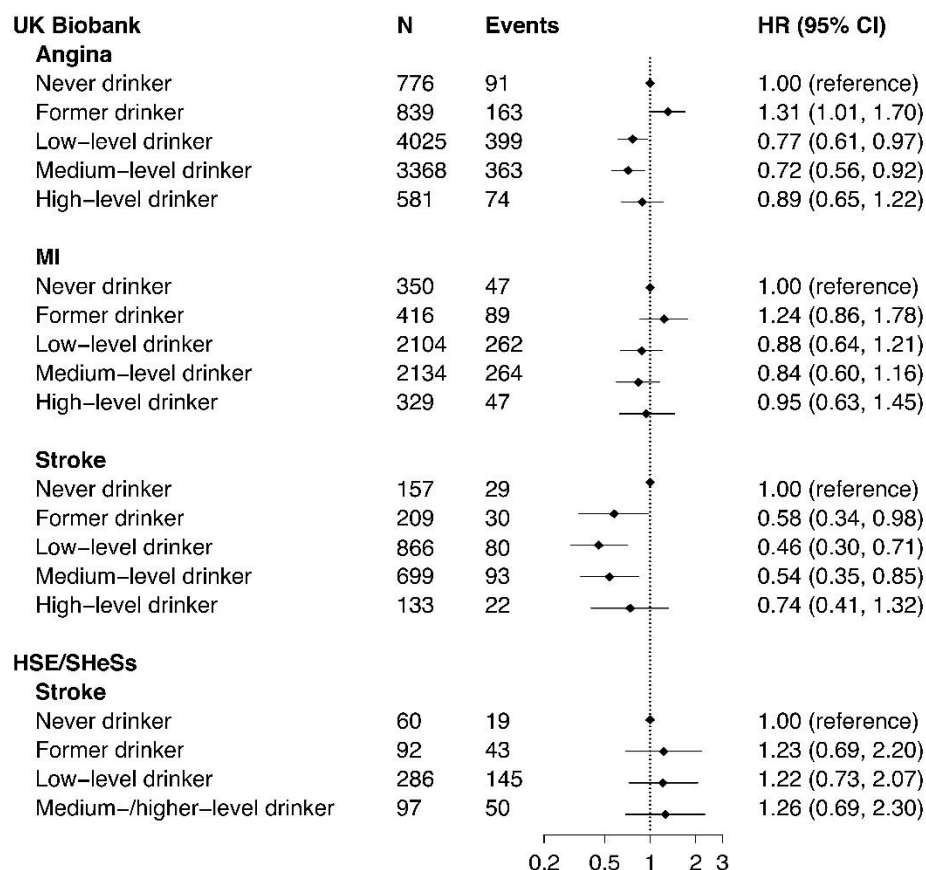 UK Biobank N Events HR (95% CI)
Angina
Never drinker 776 91 1.00 (reference)
Former drinker 839 163 1.31 (1.01, 1.70)
Low−level drinker 4025 399 0.77 (0.61, 0.97)
Medium−level drinker 3368 363 0.72 (0.56, 0.92)
High−level drinker 581 74 0.89 (0.65, 1.22)
MI
Never drinker 350 47 1.00 (reference)
Former drinker 416 89 1.24 (0.86, 1.78)
Low−level drinker 2104 262 0.88 (0.64, 1.21)
Medium−level drinker 2134 264 0.84 (0.60, 1.16)
High−level drinker 329 47 0.95 (0.63, 1.45)
Stroke
Never drinker 157 29 1.00 (reference)
Former drinker 209 30 0.58 (0.34, 0.98)
Low−level drinker 866 80 0.46 (0.30, 0.71)
Medium−level drinker 699 93 0.54 (0.35, 0.85)
High−level drinker 133 22 0.74 (0.41, 1.32)
HSE/SHeSs
Stroke
Never drinker 60 19 1.00 (reference)
Former drinker 92 43 1.23 (0.69, 2.20)
Low−level drinker 286 145 1.22 (0.73, 2.07)
Medium−/higher−level drinker 97 50 1.26 (0.69, 2.30)
0.2 0.5 1 2 3